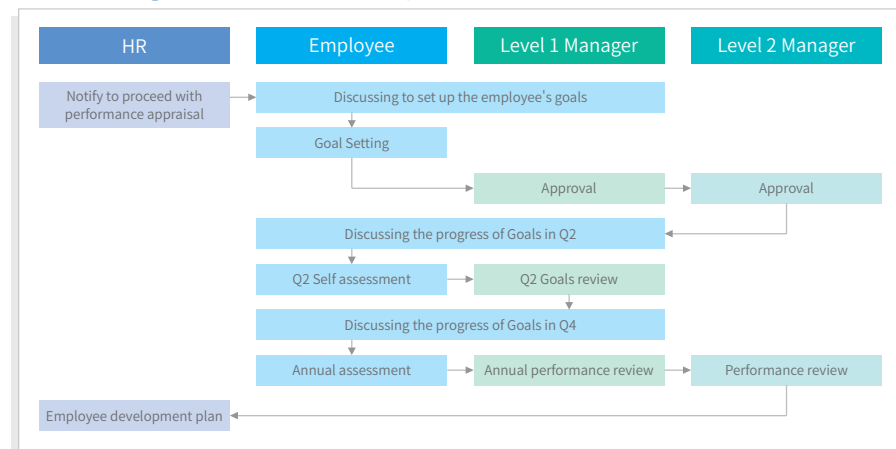 HR
Employee
Level 1 Manager
Level 2 Manager
Notify to proceed with
performance appraisal
Discussing to set up the employee's goals
Goal Setting
Approval
Approval
Discussing the progress of Goals in Q2
Q2 Self assessment
Q2 Goals review
Discussing the progress of Goals in Q4
Annual assessment
Annual performance review
Performance review
Employee development plan